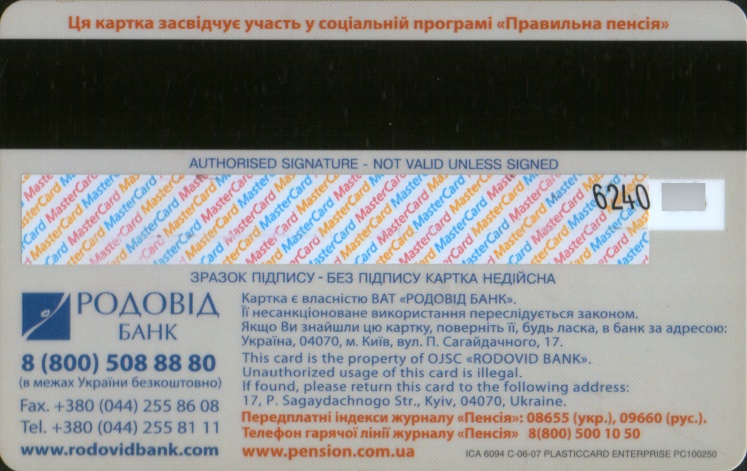 Ця картка засвідчує участь у соціальній програмі «Правильна пенсія»
AUTHORISED SIGNATURE - NOT VALID UNLESS SIGNED
MasterCard MasterCard MasterCard
6240
ЗРАЗОК ПІДПИСУ - БЕЗ ПІДПИСУ КАРТКА НЕДІЙСНА
РОДОВІД
БАНК
8 (800) 508 88 80
(в межах України безкоштовно)
Fax. +380 (044) 255 86 08
Tel. +380 (044) 255 81 11
www.rodovidbank.com
Картка є власністю ВАТ «РОДОВІД БАНК».
Її несанкціоноване використання переслідується законом.
Якщо Ви знайшли цю картку, поверніть її, будь ласка, в банк за адресою:
Україна, 04070, м. Київ, вул. П. Сагайдачного, 17.
This card is the property of OJSC «RODOVID BANK».
Unauthorized usage of this card is illegal.
If found, please return this card to the following address:
17, P. Sagaydachnogo Str., Kyiv, 04070, Ukraine.
Передплатні індекси журналу «Пенсія»: 08655 (укр.), 09660 (рус.).
Телефон гарячої лінії журналу «Пенсія» 8(800) 500 10 50
www.pension.com.ua
ICA 6094 C-06-07 PLASTICCARD ENTERPRISE PC100250